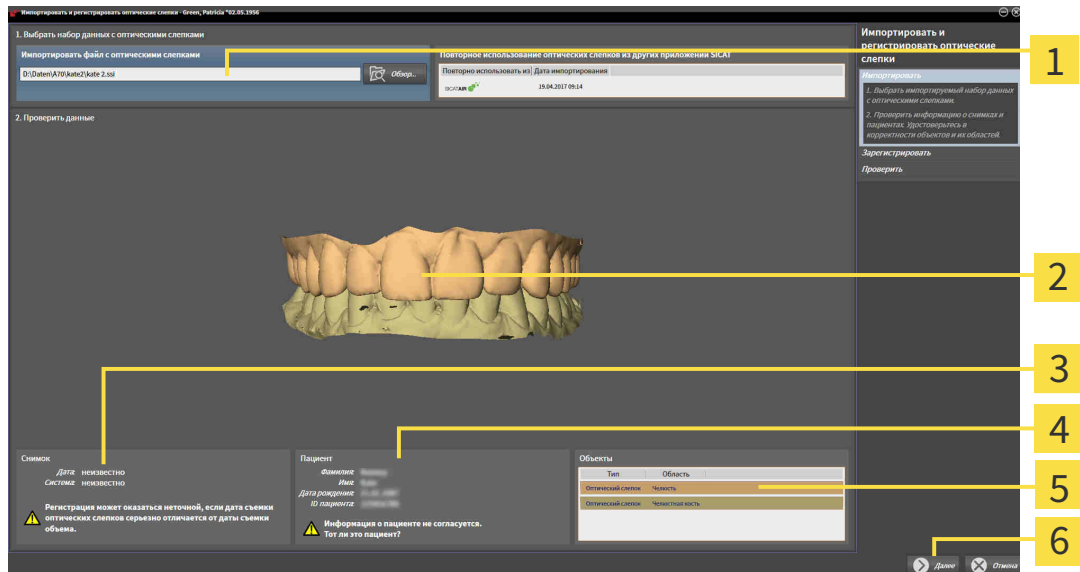 Импортировать и регистрировать оптические слепки - Green, Patricia *02.05.1956
1. Выбрать набор данных с оптическими слепками
Импортировать файл с оптическими слепками
D:\Daten\A70\kate2\kate 2.ssi
Обзор...
Повторное использование оптических слепков из других приложений SICAT
Повторно использовать из Дата импортирования
SICAT AIR 19.04.2017 09:14
2. Проверить данные
Снимок
Дата: неизвестно
Система: неизвестно
Регистрация может оказаться неточной, если дата съемки
оптических слепков серьезно отличается от даты съемки
объема.
Пациент
Фамилия:
Имя:
Дата рождения:
ID пациента:
Информация о пациенте не согласуется.
Тот ли это пациент?
Объекты
Тип Область
Оптический слепок Челюсть
Оптический слепок Челюстная кость
Импортировать и
регистрировать оптические
слепки
Импортировать
1. Выбрать импортируемый набор данных
с оптическими слепками.
2. Проверить информацию о снимках и
пациентах. Удостоверьтесь в
корректности объектов и их областей.
Зарегистрировать
Проверить
Далее
Отмена
1
2
3
4
5
6